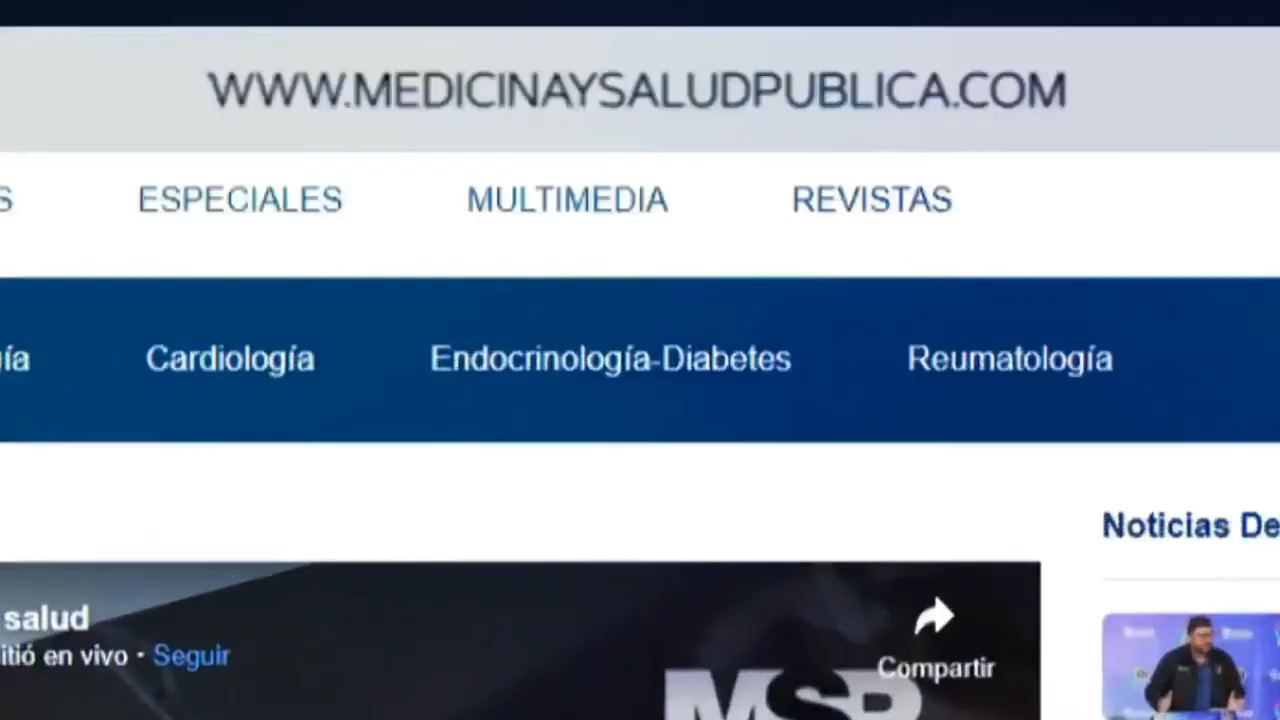 WWW.MEDICINAYSALUDPUBLICA.COM
S ESPECIALES MULTIMEDIA REVISTAS
ía Cardiología Endocrinología-Diabetes Reumatología
Noticias De
salud
itió en vivo · Seguir
Compartir
MSP